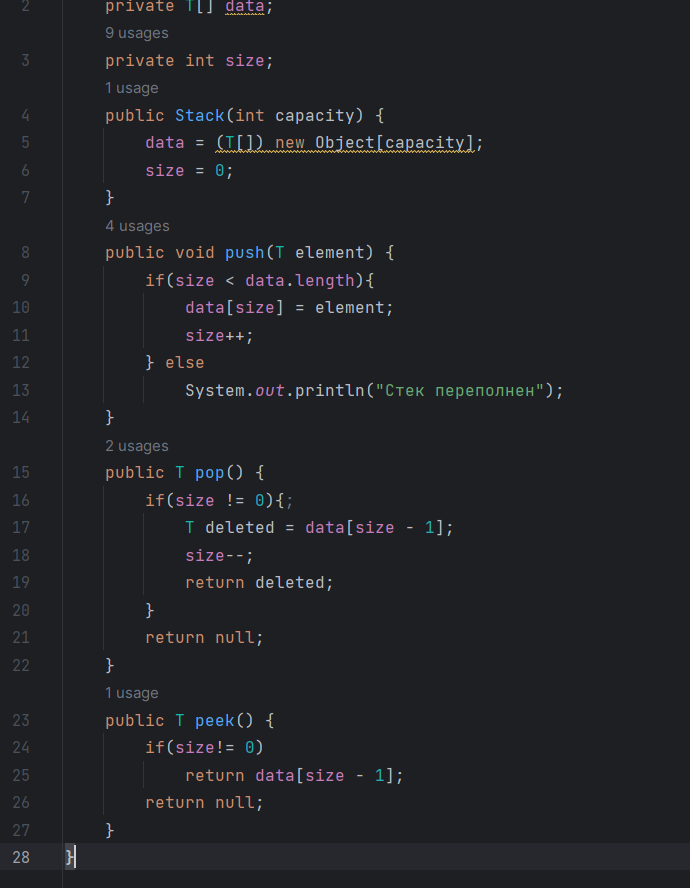 2 private T[] data;
9 usages
3 private int size;
1 usage
4 public Stack(int capacity) {
5 data = (T[]) new Object[capacity];
6 size = 0;
7 }
4 usages
8 public void push(T element) {
9 if(size < data.length){
10 data[size] = element;
11 size++;
12 } else
13 System.out.println("Стек переполнен");
14 }
2 usages
15 public T pop() {
16 if(size != 0){;
17 T deleted = data[size - 1];
18 size--;
19 return deleted;
20 }
21 return null;
22 }
1 usage
23 public T peek() {
24 if(size!= 0)
25 return data[size - 1];
26 return null;
27 }
28 }